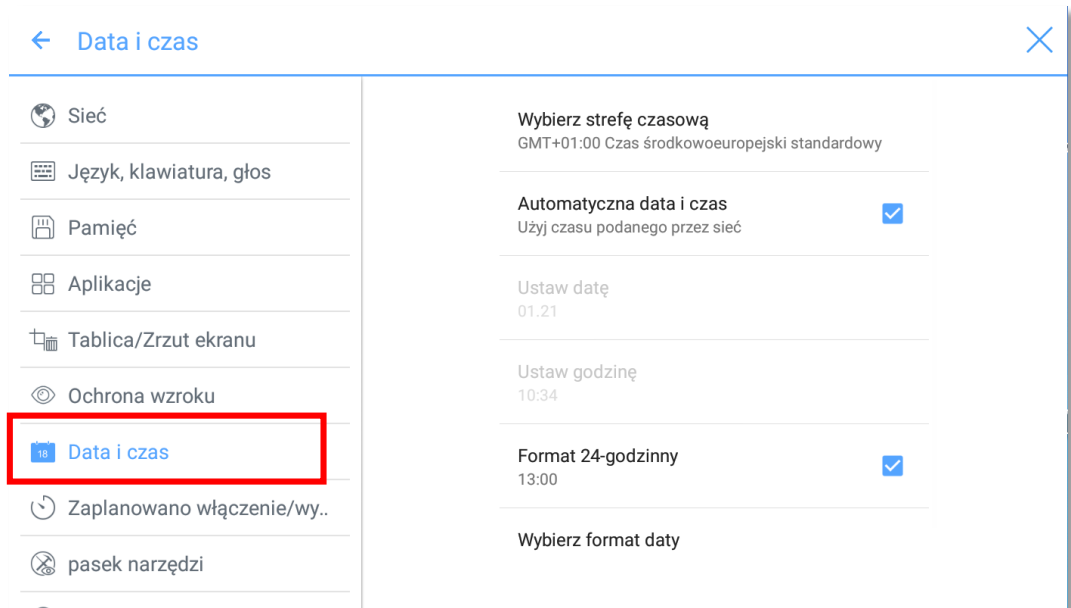 Data i czas
Sieć
Język, klawiatura, głos
Pamięć
Aplikacje
Tablica/Zrzut ekranu
Ochrona wzroku
18
Data i czas
Zaplanowano włączenie/wy..
pasek narzędzi
Wybierz strefę czasową
GMT+01:00 Czas środkowoeuropejski standardowy
Automatyczna data i czas
Użyj czasu podanego przez sieć
Ustaw datę
01.21
Ustaw godzinę
10:34
Format 24-godzinny
13:00
Wybierz format daty